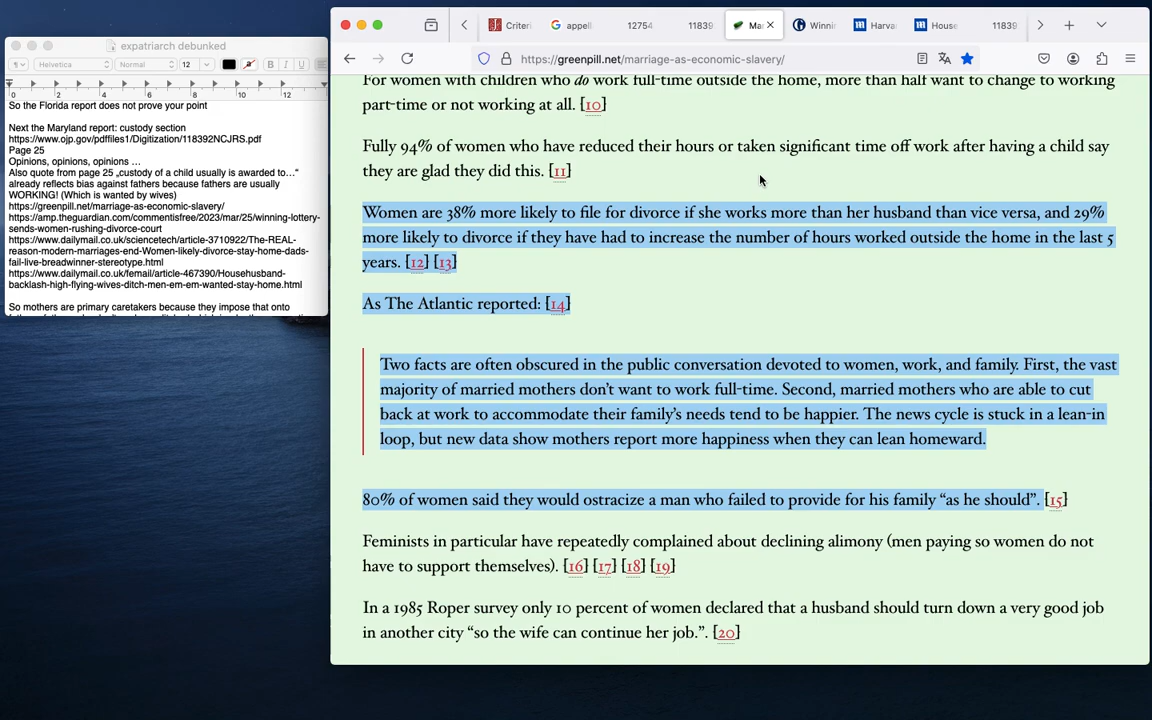 expatriarch debunked
Helvetica
Normal
12
B I U
0 2 4 6 8 10 12
So the Florida report does not prove your point
Next the Maryland report: custody section
https://www.ojp.gov/pdffiles1/Digitization/118392NCJRS.pdf
Page 25
Opinions, opinions, opinions ...
Also quote from page 25 „custody of a child usually is awarded to...“
already reflects bias against fathers because fathers are usually
WORKING! (Which is wanted by wives)
https://greenpill.net/marriage-as-economic-slavery/
https://amp.theguardian.com/commentisfree/2023/mar/25/winning-lottery-
sends-women-rushing-divorce-court
https://www.dailymail.co.uk/sciencetech/article-3710922/The-REAL-
reason-modern-marriages-end-Women-likely-divorce-stay-home-dads-
fail-live-breadwinner-stereotype.html
https://www.dailymail.co.uk/femail/article-467390/Househusband-
backlash-high-flying-wives-ditch-men-em-em-wanted-stay-home.html
So mothers are primary caretakers because they impose that onto
Criteri
appell
12754
11839
Ma
Winnir
Harva
House
11839
https://greenpill.net/marriage-as-economic-slavery/
For women with children who do work full-time outside the home, more than half want to change to working
part-time or not working at all. [10]
Fully 94% of women who have reduced their hours or taken significant time off work after having a child say
they are glad they did this. [11]
Women are 38% more likely to file for divorce if she works more than her husband than vice versa, and 29%
more likely to divorce if they have had to increase the number of hours worked outside the home in the last 5
years. [12] [13]
As The Atlantic reported: [14]
Two facts are often obscured in the public conversation devoted to women, work, and family. First, the vast
majority of married mothers don’t want to work full-time. Second, married mothers who are able to cut
back at work to accommodate their family’s needs tend to be happier. The news cycle is stuck in a lean-in
loop, but new data show mothers report more happiness when they can lean homeward.
80% of women said they would ostracize a man who failed to provide for his family “as he should”. [15]
Feminists in particular have repeatedly complained about declining alimony (men paying so women do not
have to support themselves). [16] [17] [18] [19]
In a 1985 Roper survey only 10 percent of women declared that a husband should turn down a very good job
in another city “so the wife can continue her job.”. [20]